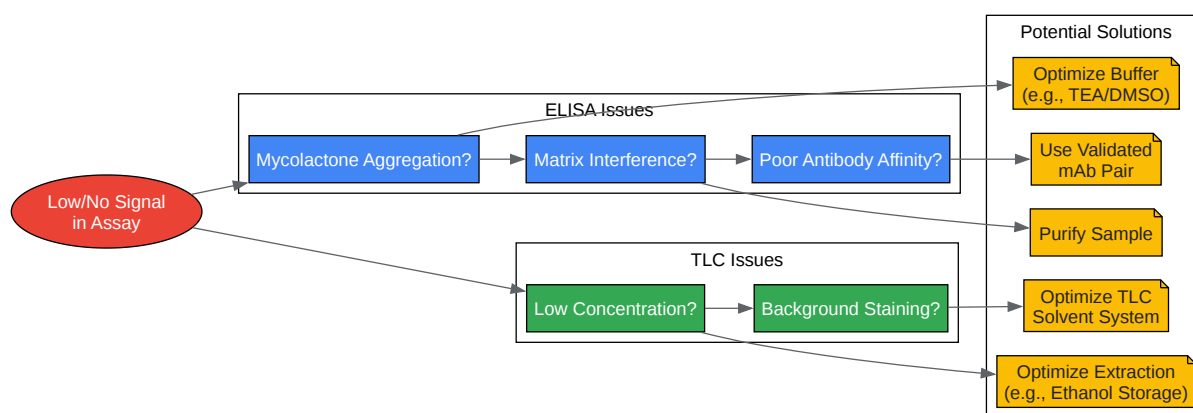 Potential Solutions
Optimize Buffer
(e.g., TEA/DMSO)
ELISA Issues
Mycolactone Aggregation?
Matrix Interference?
Poor Antibody Affinity?
Use Validated
mAb Pair
Low/No Signal
in Assay
Purify Sample
TLC Issues
Low Concentration?
Background Staining?
Optimize TLC
Solvent System
Optimize Extraction
(e.g., Ethanol Storage)